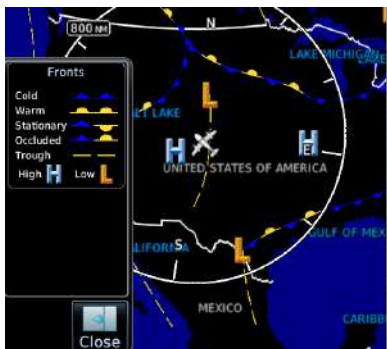 800 NM
N
LAKE MICHIGAN
Fronts
Cold
Warm
Stationary
Occluded
Trough
High H Low L
LT LAKE
L
H
H
E
UNITED STATES OF AMERICA
GULF OF MEX
ALIFORNIA
S
L
MEXICO
CARIBB
Close